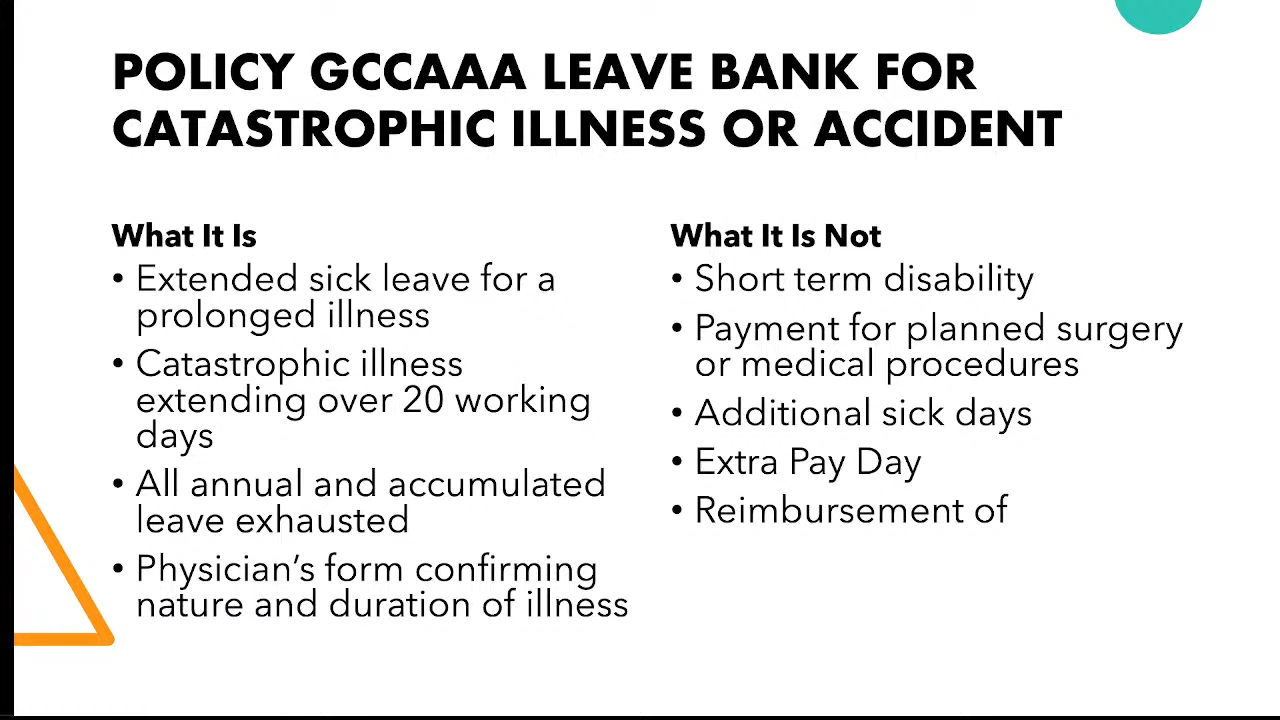 POLICY GCCAAA LEAVE BANK FOR
CATASTROPHIC ILLNESS OR ACCIDENT
What It Is
• Extended sick leave for a
prolonged illness
• Catastrophic illness
extending over 20 working
days
• All annual and accumulated
leave exhausted
• Physician’s form confirming
nature and duration of illness
What It Is Not
• Short term disability
• Payment for planned surgery
or medical procedures
• Additional sick days
• Extra Pay Day
• Reimbursement of